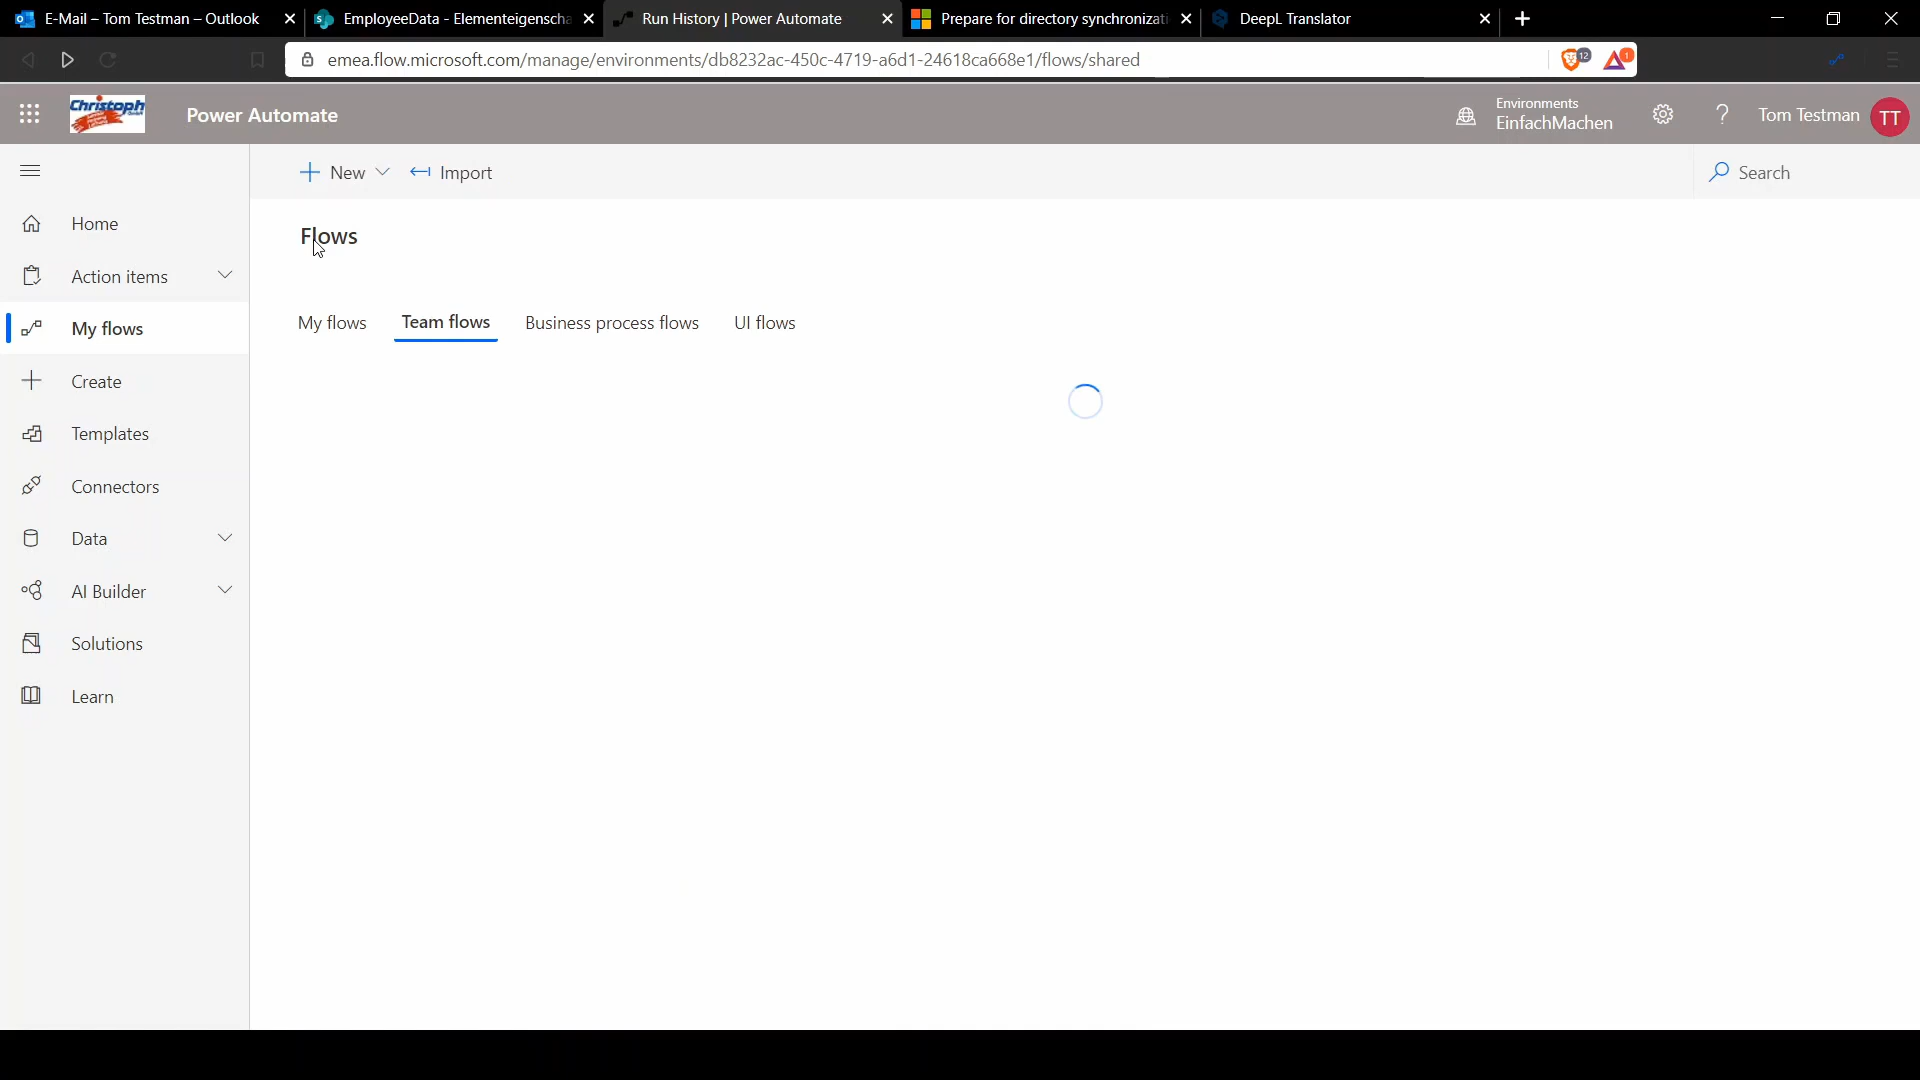 E-Mail – Tom Testman – Outlook
EmployeeData - Elementeigenscha
Run History | Power Automate
Prepare for directory synchronizati
DeepL Translator
emea.flow.microsoft.com/manage/environments/db8232ac-450c-4719-a6d1-24618ca668e1/flows/shared
12
1
Christoph
Power Automate
Environments
EinfachMachen
?
Tom Testman
TT
New
Import
Search
Home
Action items
My flows
Create
Templates
Connectors
Data
AI Builder
Solutions
Learn
Flows
My flows
Team flows
Business process flows
UI flows